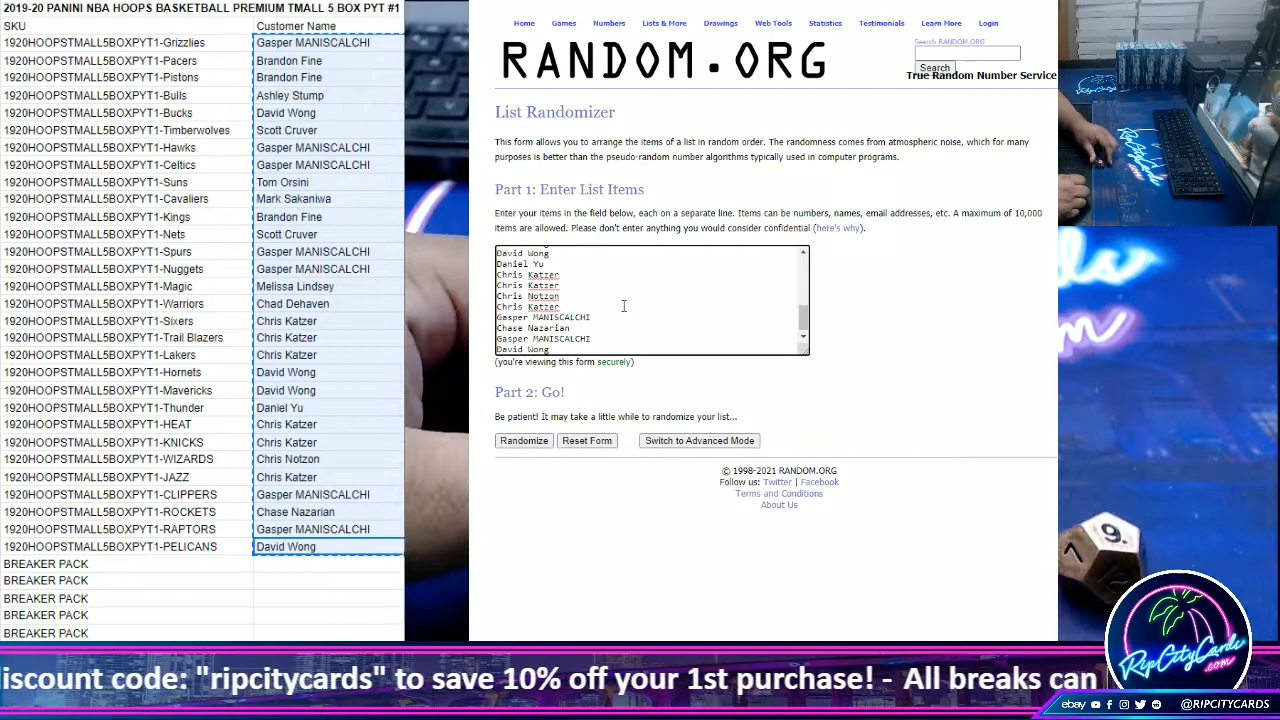 2019-20 PANINI NBA HOOPS BASKETBALL PREMIUM TMALL 5 BOX PYT #1
SKU Customer Name
1920HOOPSTMALL5BOXPYT1-Grizzlies Gasper MANISCALCHI
1920HOOPSTMALL5BOXPYT1-Pacers Brandon Fine
1920HOOPSTMALL5BOXPYT1-Pistons Brandon Fine
1920HOOPSTMALL5BOXPYT1-Bulls Ashley Stump
1920HOOPSTMALL5BOXPYT1-Bucks David Wong
1920HOOPSTMALL5BOXPYT1-Timberwolves Scott Cruver
1920HOOPSTMALL5BOXPYT1-Hawks Gasper MANISCALCHI
1920HOOPSTMALL5BOXPYT1-Celtics Gasper MANISCALCHI
1920HOOPSTMALL5BOXPYT1-Suns Tom Orsini
1920HOOPSTMALL5BOXPYT1-Cavaliers Mark Sakaniwa
1920HOOPSTMALL5BOXPYT1-Kings Brandon Fine
1920HOOPSTMALL5BOXPYT1-Nets Scott Cruver
1920HOOPSTMALL5BOXPYT1-Spurs Gasper MANISCALCHI
1920HOOPSTMALL5BOXPYT1-Nuggets Gasper MANISCALCHI
1920HOOPSTMALL5BOXPYT1-Magic Melissa Lindsey
1920HOOPSTMALL5BOXPYT1-Warriors Chad Dehaven
1920HOOPSTMALL5BOXPYT1-Sixers Chris Katzer
1920HOOPSTMALL5BOXPYT1-Trail Blazers Chris Katzer
1920HOOPSTMALL5BOXPYT1-Lakers Chris Katzer
1920HOOPSTMALL5BOXPYT1-Hornets David Wong
1920HOOPSTMALL5BOXPYT1-Mavericks David Wong
1920HOOPSTMALL5BOXPYT1-Thunder Daniel Yu
1920HOOPSTMALL5BOXPYT1-HEAT Chris Katzer
1920HOOPSTMALL5BOXPYT1-KNICKS Chris Katzer
1920HOOPSTMALL5BOXPYT1-WIZARDS Chris Notzon
1920HOOPSTMALL5BOXPYT1-JAZZ Chris Katzer
1920HOOPSTMALL5BOXPYT1-CLIPPERS Gasper MANISCALCHI
1920HOOPSTMALL5BOXPYT1-ROCKETS Chase Nazarian
1920HOOPSTMALL5BOXPYT1-RAPTORS Gasper MANISCALCHI
1920HOOPSTMALL5BOXPYT1-PELICANS David Wong
BREAKER PACK
BREAKER PACK
BREAKER PACK
BREAKER PACK
BREAKER PACK
Home Games Numbers Lists & More Drawings Web Tools Statistics Testimonials Learn More Login
RANDOM.ORG
Search RANDOM.ORG
Search
True Random Number Service
List Randomizer
This form allows you to arrange the items of a list in random order. The randomness comes from atmospheric noise, which for many
purposes is better than the pseudo-random number algorithms typically used in computer programs.
Part 1: Enter List Items
Enter your items in the field below, each on a separate line. Items can be numbers, names, email addresses, etc. A maximum of 10,000
items are allowed. Please don't enter anything you would consider confidential (here's why).
David Wong
Daniel Yu
Chris Katzer
Chris Katzer
Chris Notzon
Chris Katzer
Gasper MANISCALCHI
Chase Nazarian
Gasper MANISCALCHI
David Wong
(you're viewing this form securely)
Part 2: Go!
Be patient! It may take a little while to randomize your list...
Randomize Reset Form Switch to Advanced Mode
© 1998-2021 RANDOM.ORG
Follow us: Twitter | Facebook
Terms and Conditions
About Us
7 9.
RipCityCards
.com
iscount code: "ripcitycards" to save 10% off your 1st purchase! - All breaks can
ebay @RIPCITYCARDS